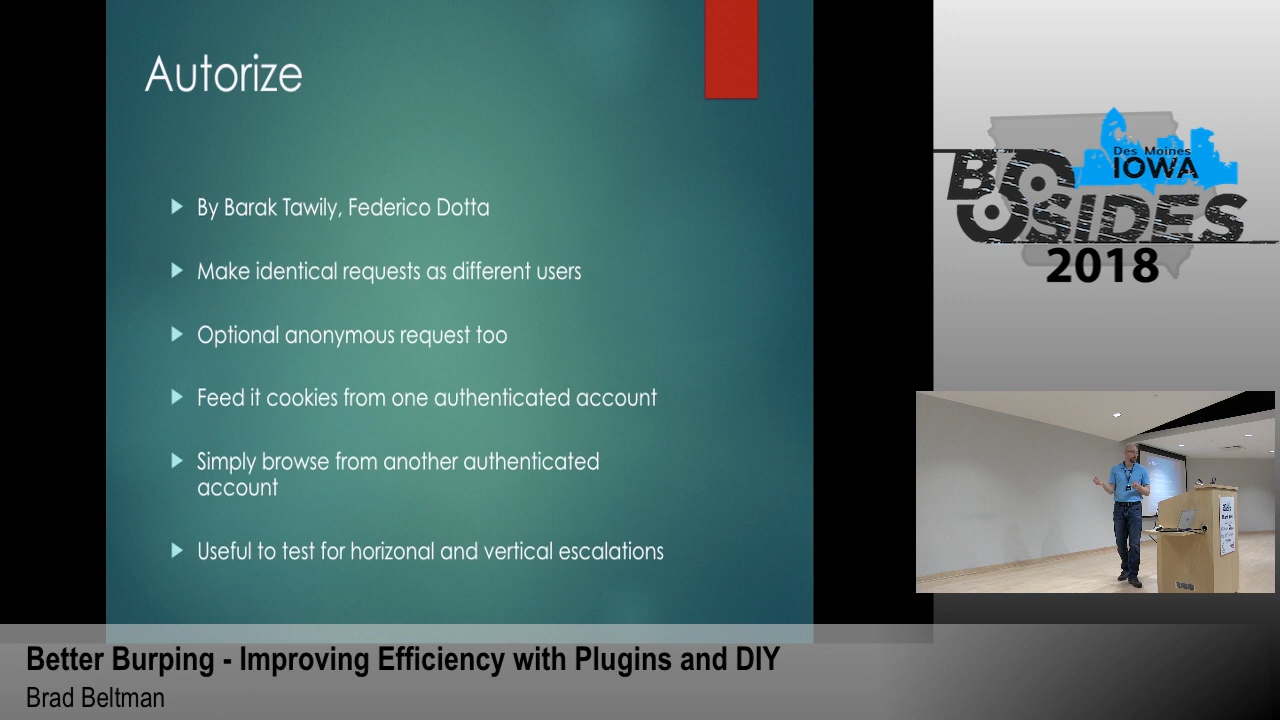 Autorize
By Barak Tawily, Federico Dotta
Make identical requests as different users
Optional anonymous request too
Feed it cookies from one authenticated account
Simply browse from another authenticated
account
Useful to test for horizonal and vertical escalations
Des Moines
IOWA
BSIDES
2018
Better Burping - Improving Efficiency with Plugins and DIY
Brad Beltman